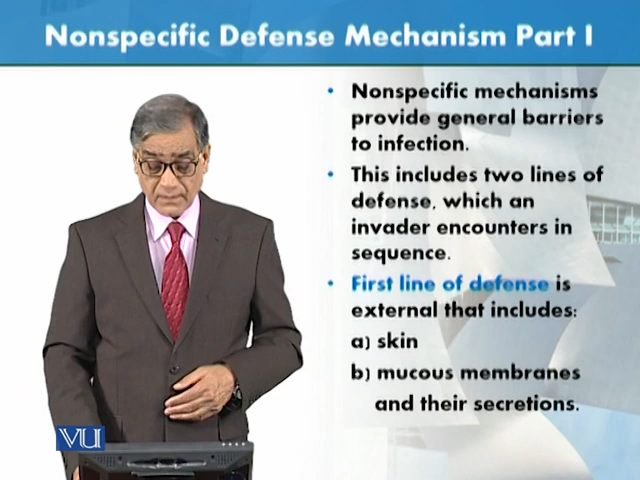 Nonspecific Defense Mechanism Part I
• Nonspecific mechanisms
provide general barriers
to infection.
• This includes two lines of
defense, which an
invader encounters in
sequence.
• First line of defense is
external that includes:
a) skin
b) mucous membranes
and their secretions.
VU